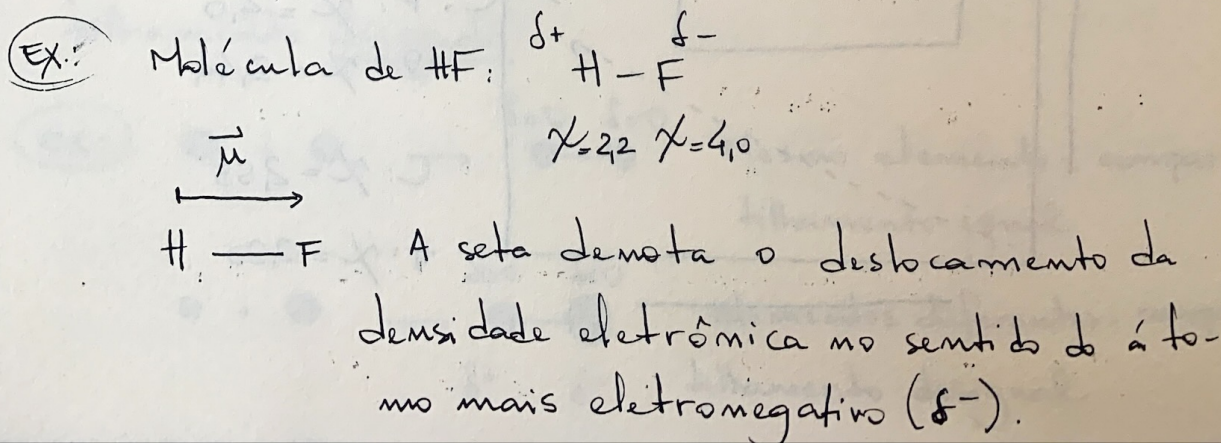 Ex.: Molécula de HF: δ+ H – F δ-
χ=2,2 χ=4,0
μ⃗
H — F A seta denota o deslocamento da
densidade eletrônica no sentido do áto-
mo mais eletronegativo (δ-).